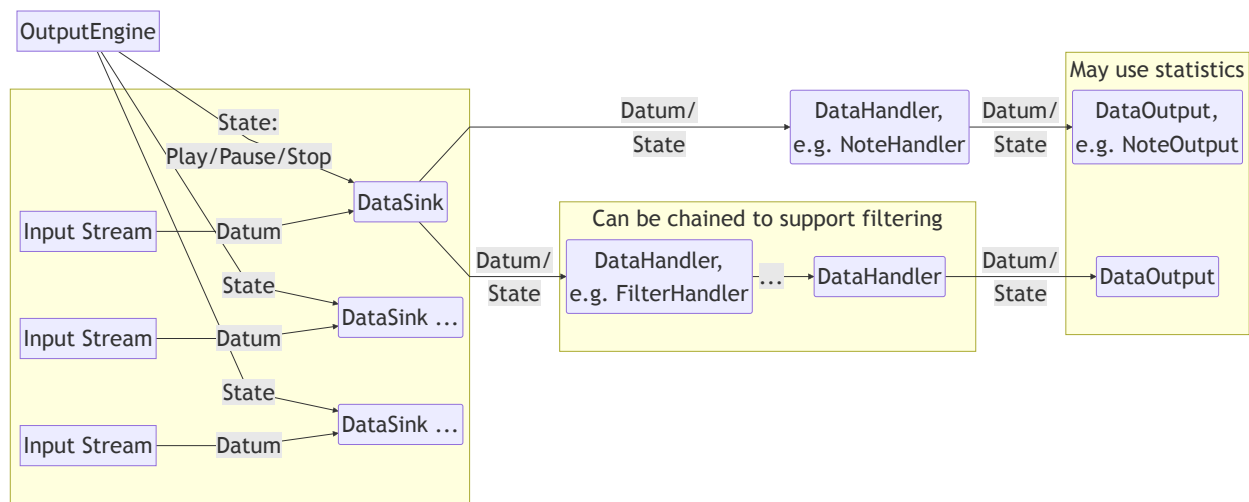 OutputEngine
May use statistics
State:
Play/Pause/Stop
Datum/
State
DataHandler,
e.g. NoteHandler
Datum/
State
DataOutput,
e.g. NoteOutput
DataSink
Input Stream
Datum
Can be chained to support filtering
Datum/
State
DataHandler,
e.g. FilterHandler
...
DataHandler
Datum/
State
DataOutput
State
DataSink ...
Input Stream
Datum
State
DataSink ...
Input Stream
Datum